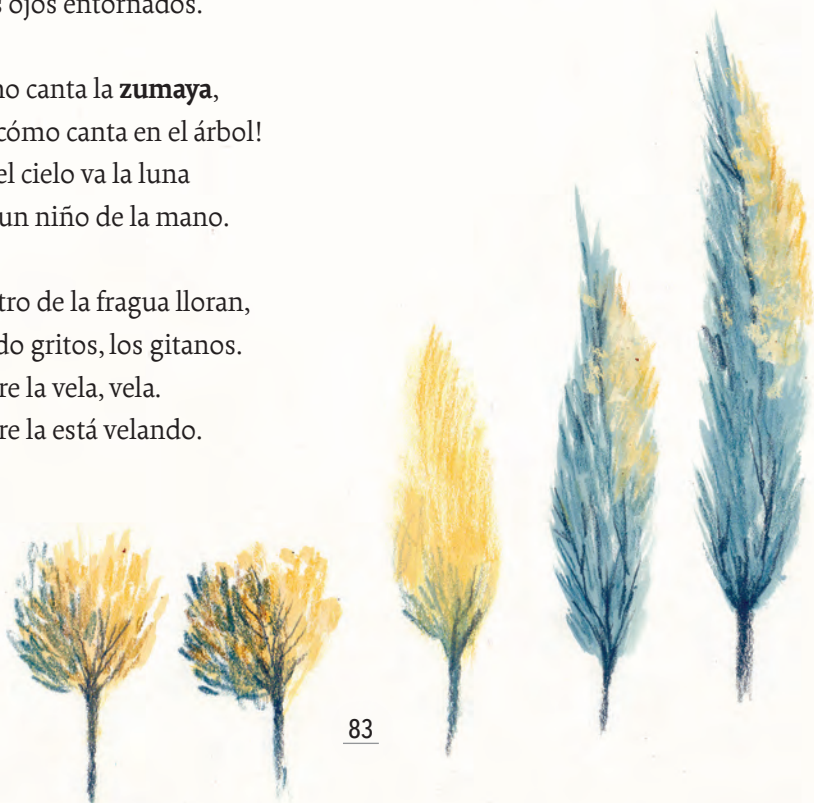 ojos entornados.
canta la zumaya,
cómo canta en el árbol!
el cielo va la luna
un niño de la mano.
de la fragua lloran,
gritos, los gitanos.
la vela, vela.
la está velando.
83